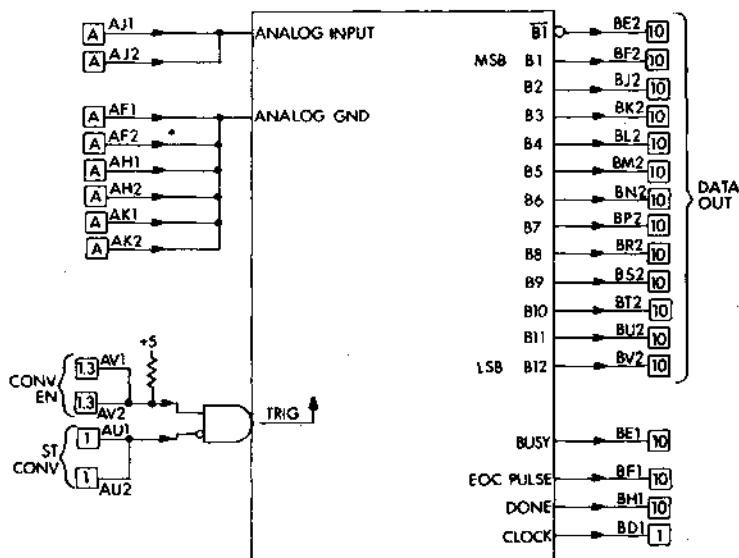 A AJ1 ANALOG INPUT
A AJ2
A AF1 ANALOG GND
A AF2
A AH1
A AH2
A AK1
A AK2
+5
CONV EN
1.3 AV1
1.3 AV2
ST CONV
1 AU1
1 AU2
TRIG
B1 BE2 10
MSB B1 BF2 10
B2 BJ2 10
B3 BK2 10
B4 BL2 10
B5 BM2 10
B6 BN2 10
B7 BP2 10
B8 BR2 10
B9 BS2 10
B10 BT2 10
B11 BU2 10
LSB B12 BV2 10
DATA OUT
BUSY BE1 10
EOC PULSE BF1 10
DONE BH1 10
CLOCK BD1 1